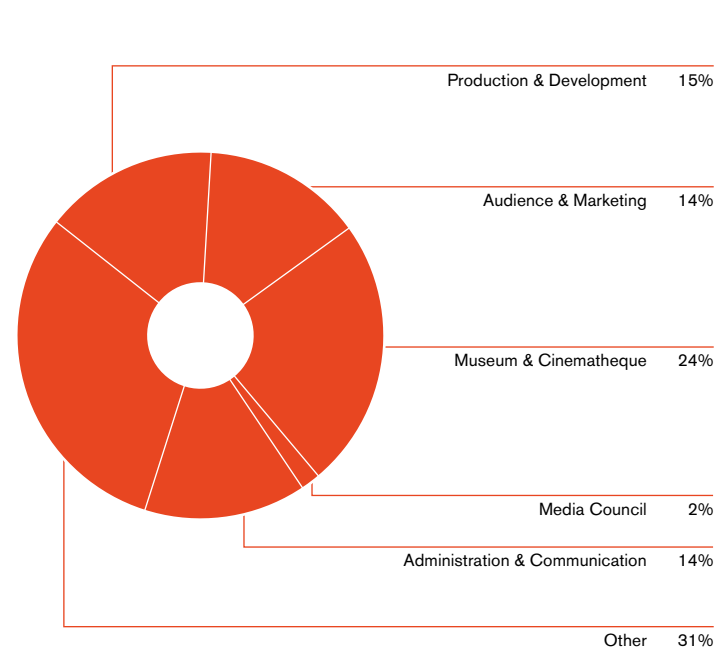 Production & Development 15%
Audience & Marketing 14%
Museum & Cinematheque 24%
Media Council 2%
Administration & Communication 14%
Other 31%